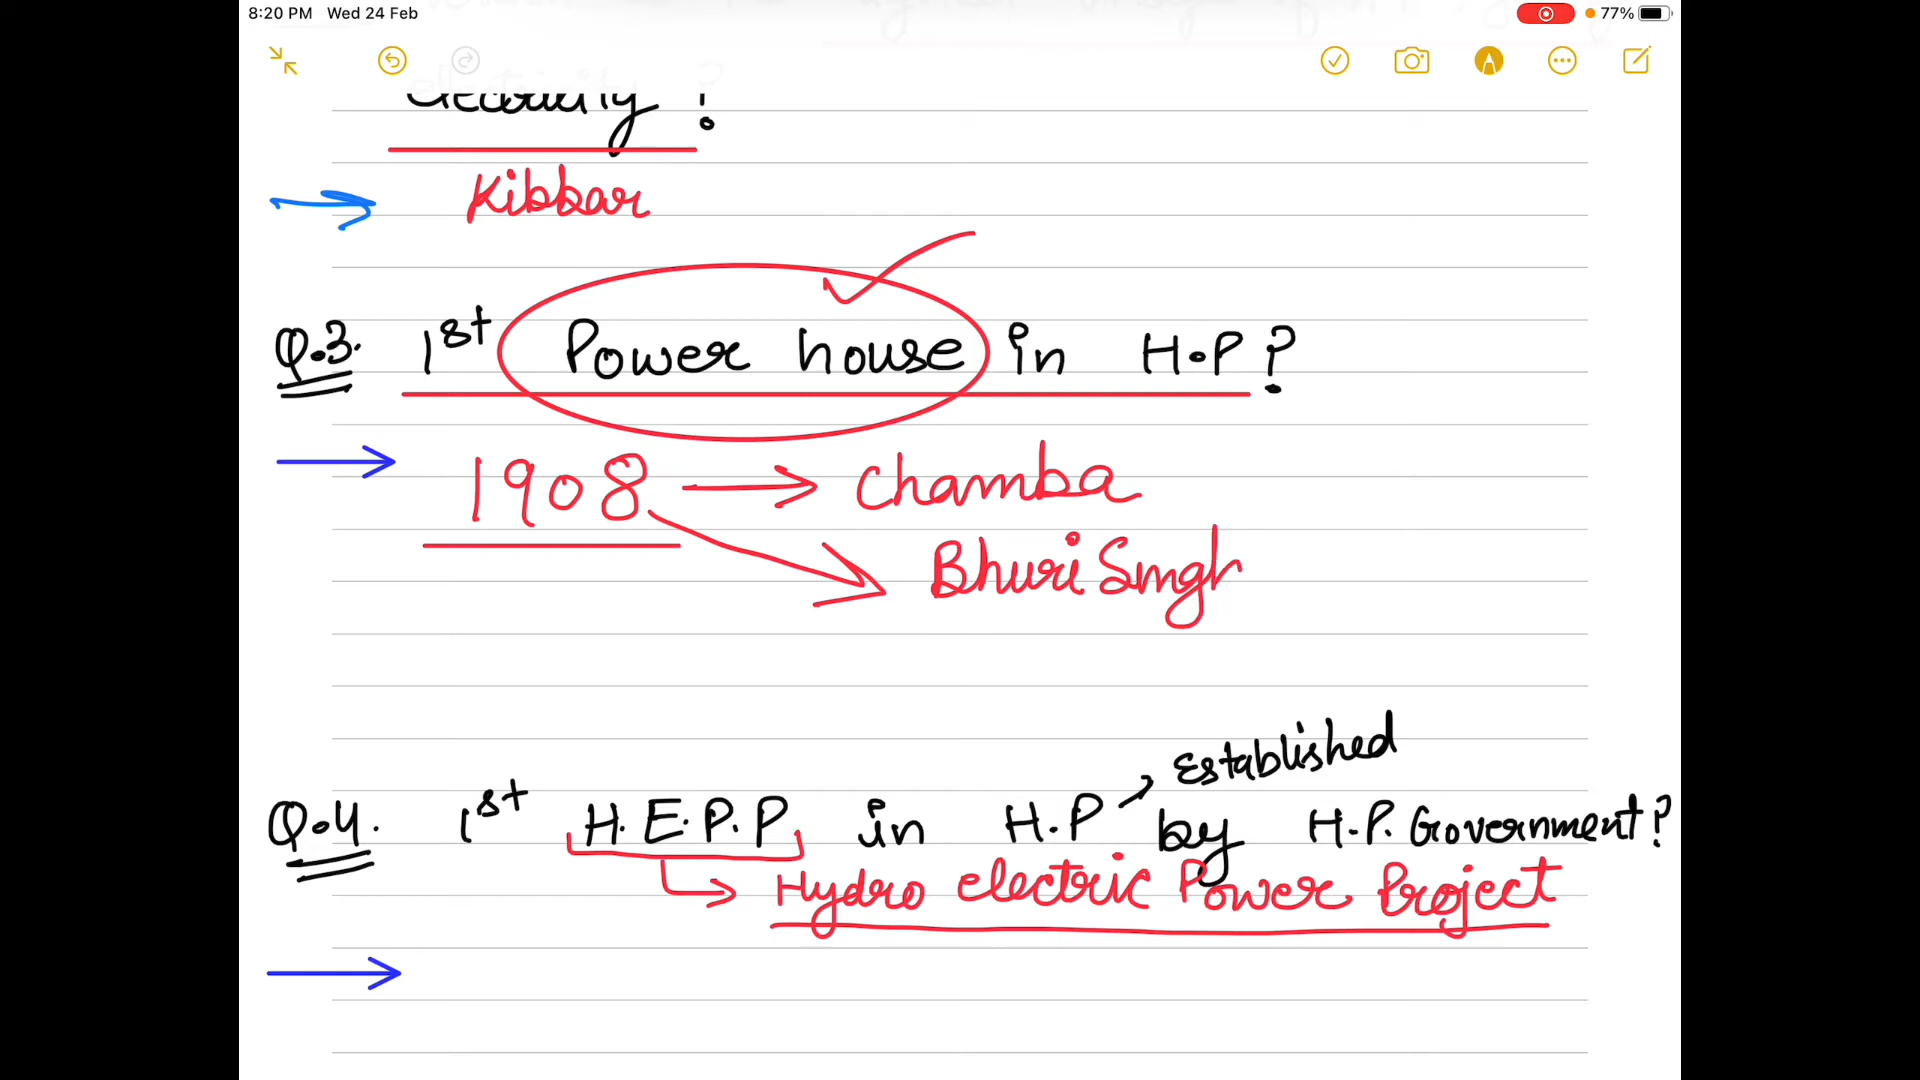 8:20 PM Wed 24 Feb 77%
electricity ?
Kibbar
Q.3. 1st Power house in H.P ?
1908 → Chamba
Bhuri Singh
Established
Q.4. 1st H.E.P.P in H.P by H.P. Government ?
Hydro electric Power Project